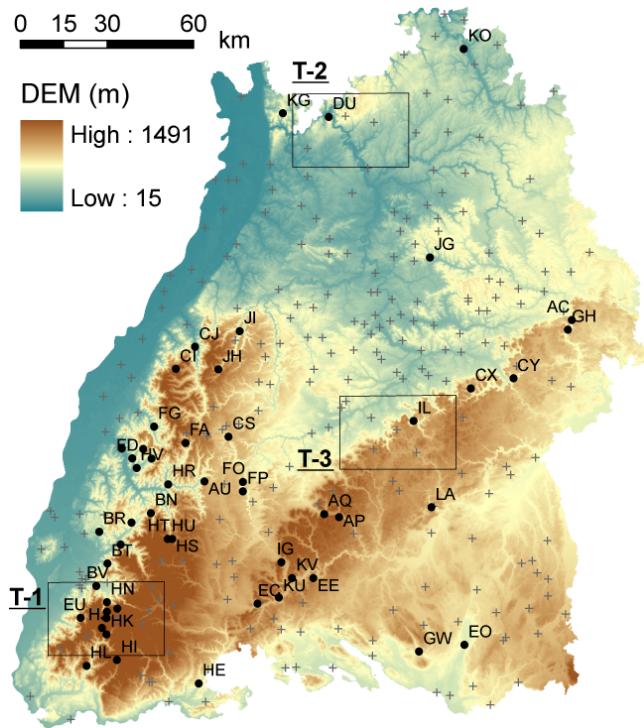 0 30 60
km
KO
T-2
DEM (m)
KG DU
High : 1491
Low : 15
JG
AC
GH
JI
CJ
CI JH
CY
CX
FG
IL
FA CS
FD HV
T-3
HR FO FP
AU
BN LA
AQ
BR HT HU AP
HS
BT
IG
BV KV
T-1 HN EC KU EE
EU HJ HK
GW EO
HL HI
HE